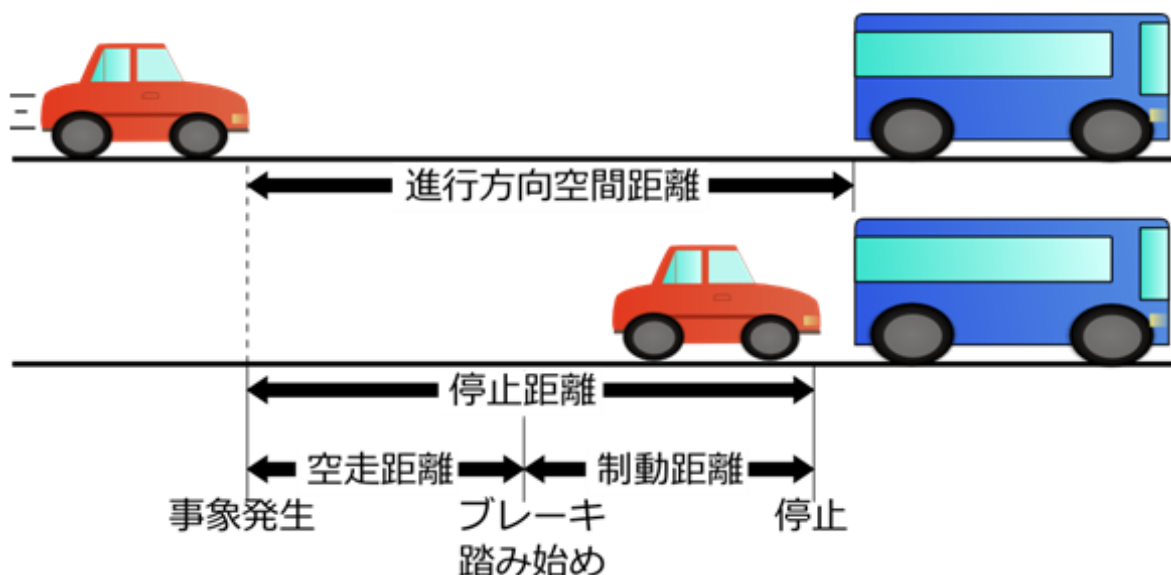 進行方向空間距離
停止距離
空走距離
制動距離
事象発生
ブレーキ
踏み始め
停止